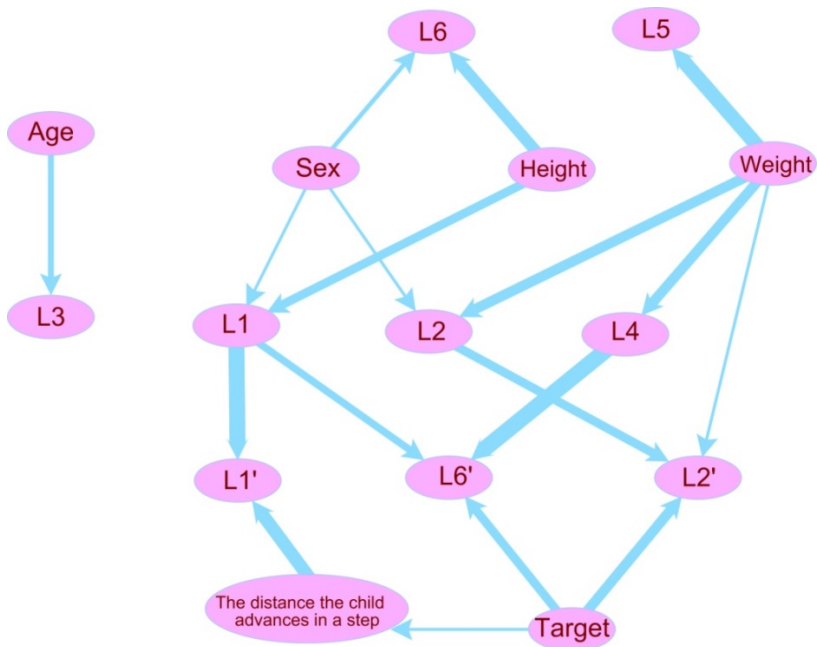 L6
L5
Age
Sex
Height
Weight
L3
L1
L2
L4
L1'
L6'
L2'
The distance the child
advances in a step
Target